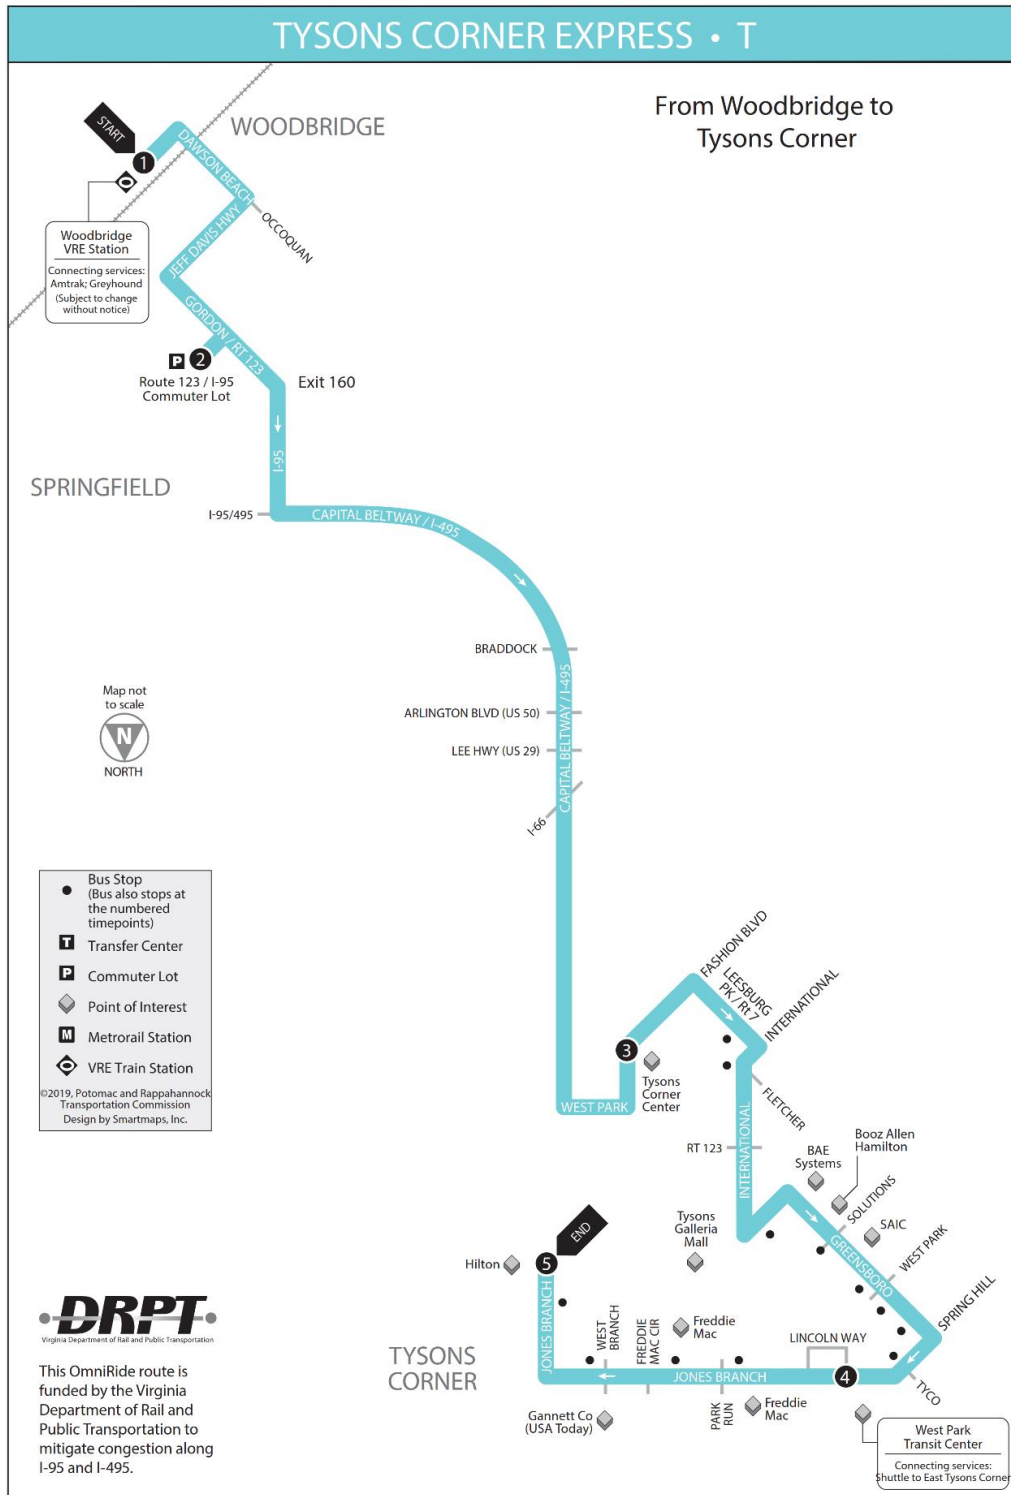 TYSONS CORNER EXPRESS • T
From Woodbridge to
Tysons Corner
START
WOODBRIDGE
1
DAWSON BEACH
OCCOQUAN
JEFF DAVIS HWY
Woodbridge
VRE Station
Connecting services:
Amtrak; Greyhound
(Subject to change
without notice)
GORDON / RT 123
P 2
Route 123 / I-95
Commuter Lot
Exit 160
I-95
SPRINGFIELD
I-95/495
CAPITAL BELTWAY / I-495
BRADDOCK
CAPITAL BELTWAY / I-495
ARLINGTON BLVD (US 50)
LEE HWY (US 29)
I-66
Map not
to scale
N
NORTH
Bus Stop
(Bus also stops at
the numbered
timepoints)
T Transfer Center
P Commuter Lot
Point of Interest
M Metrorail Station
VRE Train Station
©2019, Potomac and Rappahannock
Transportation Commission
Design by Smartmaps, Inc.
FASHION BLVD
LEESBURG
PK / Rt 7
INTERNATIONAL
3
Tysons
Corner
Center
WEST PARK
FLETCHER
INTERNATIONAL
RT 123
BAE
Systems
Booz Allen
Hamilton
SOLUTIONS
SAIC
WEST PARK
GREENSBORO
SPRING HILL
Tysons
Galleria
Mall
END
Hilton
5
JONES BRANCH
WEST
BRANCH
FREDDIE
MAC CIR
Freddie
Mac
LINCOLN WAY
TYSONS
CORNER
JONES BRANCH
4
TYCO
Gannett Co
(USA Today)
PARK
RUN
Freddie
Mac
West Park
Transit Center
Connecting services:
Shuttle to East Tysons Corner
DRPT
Virginia Department of Rail and Public Transportation
This OmniRide route is
funded by the Virginia
Department of Rail and
Public Transportation to
mitigate congestion along
I-95 and I-495.